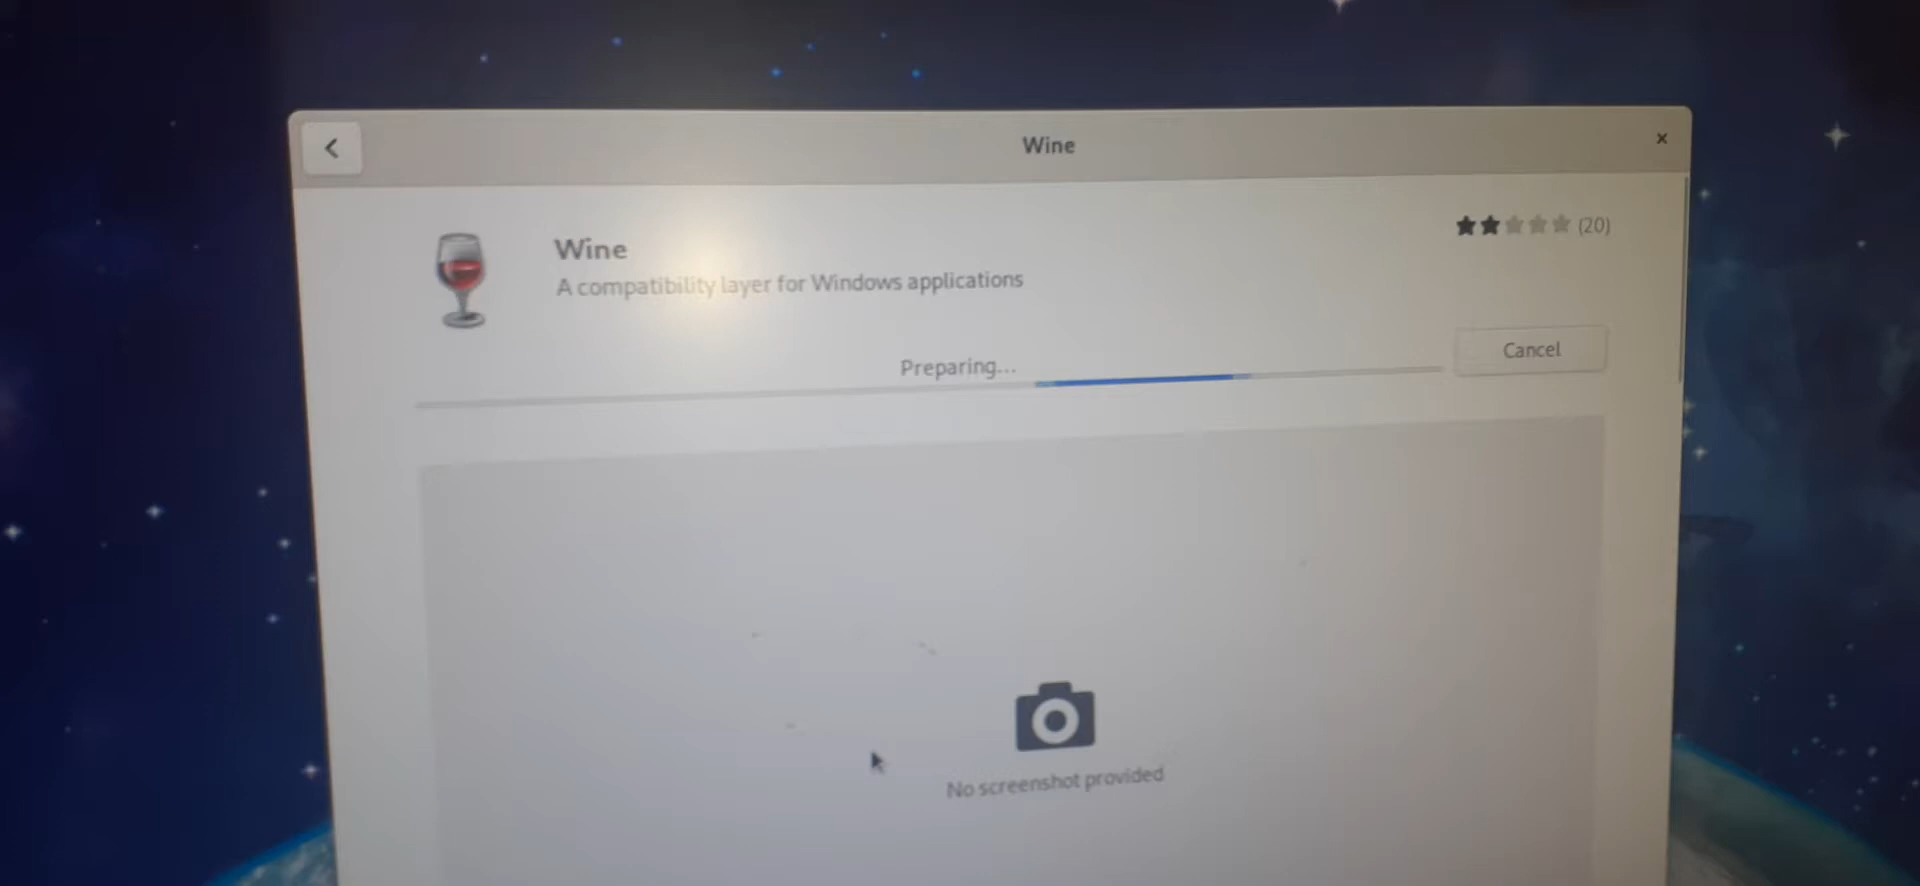 Wine
Wine
(20)
A compatibility layer for Windows applications
Preparing...
Cancel
No screenshot provided